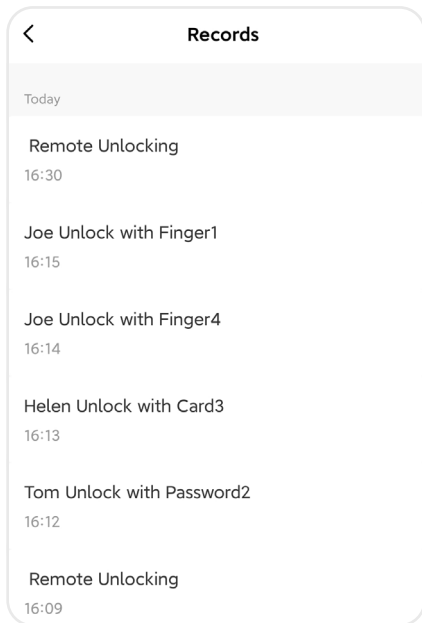 Records
Today
Remote Unlocking
16:30
Joe Unlock with Finger1
16:15
Joe Unlock with Finger4
16:14
Helen Unlock with Card3
16:13
Tom Unlock with Password2
16:12
Remote Unlocking
16:09